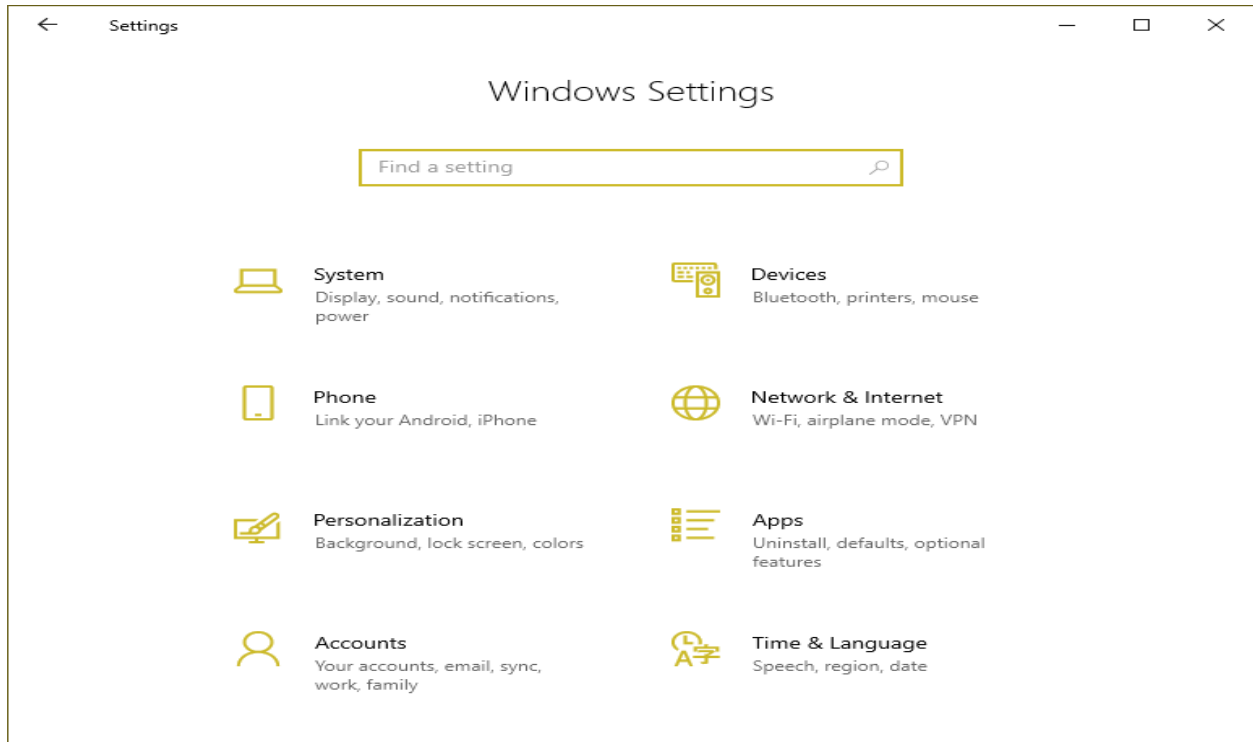 Settings
Windows Settings
Find a setting
System
Display, sound, notifications,
power
Devices
Bluetooth, printers, mouse
Phone
Link your Android, iPhone
Network & Internet
Wi-Fi, airplane mode, VPN
Personalization
Background, lock screen, colors
Apps
Uninstall, defaults, optional
features
Accounts
Your accounts, email, sync,
work, family
Time & Language
Speech, region, date